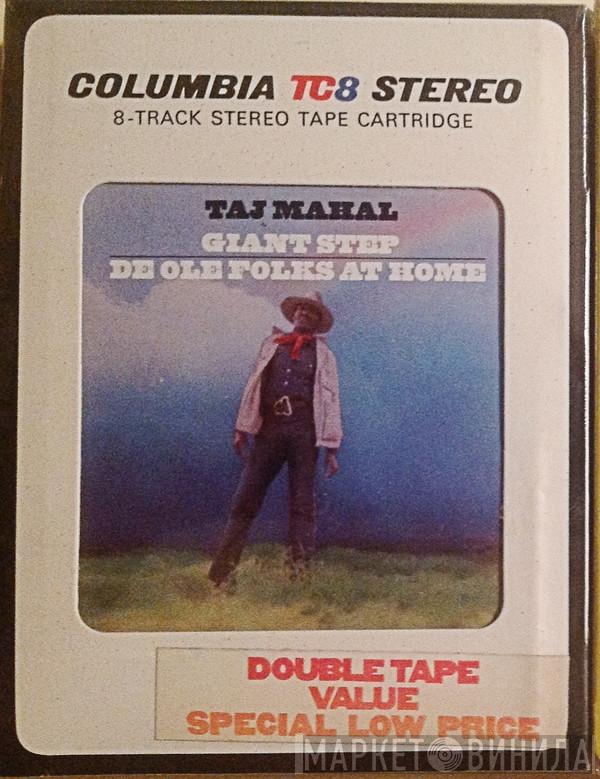 COLUMBIA TC8 STEREO
8-TRACK STEREO TAPE CARTRIDGE
TAJ MAHAL
GIANT STEP
DE OLE FOLKS AT HOME
DOUBLE TAPE
VALUE
SPECIAL LOW PRICE
МАРКЕТ ВИНИЛА